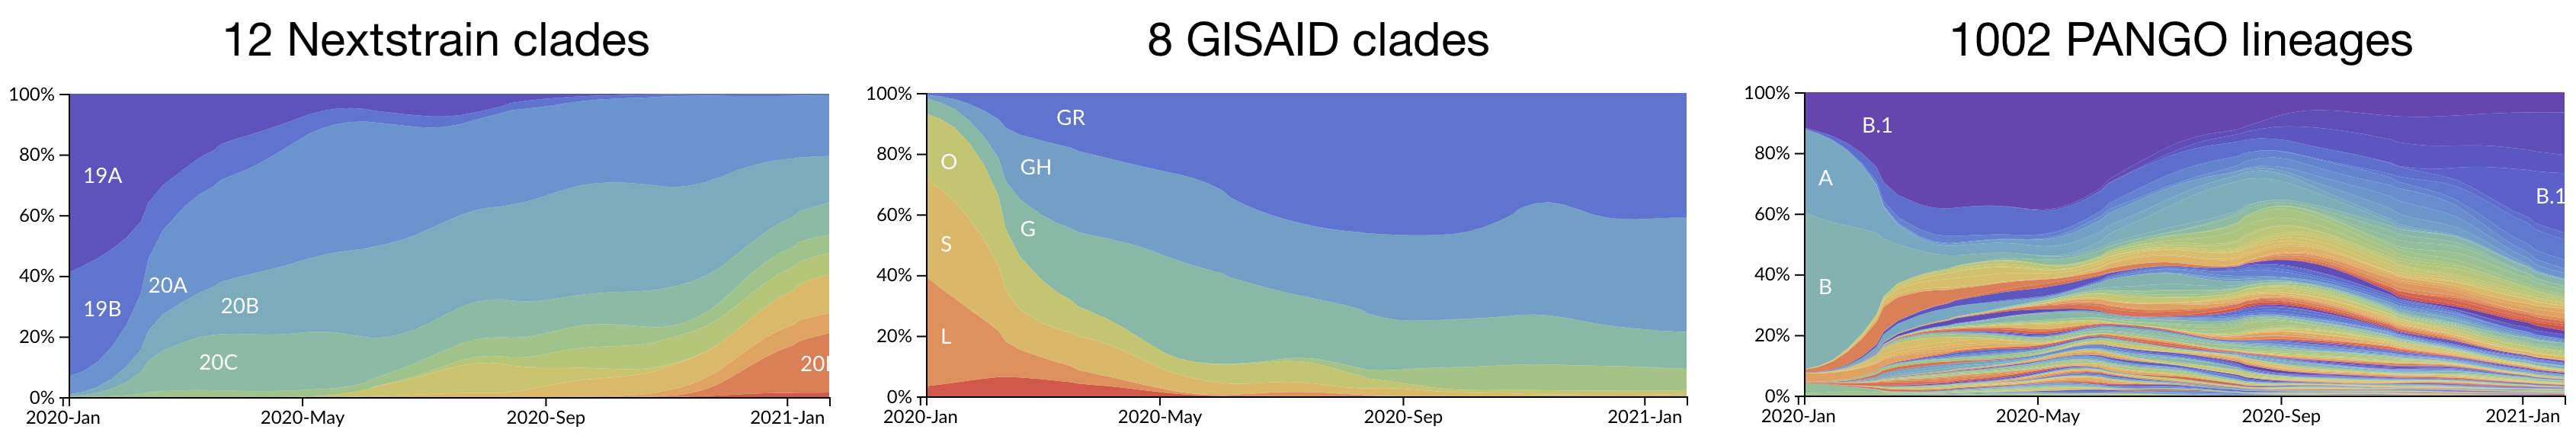 12 Nextstrain clades
100%
80%
60%
40%
20%
0%
19A
19B
20A
20B
20C
20I
2020-Jan
2020-May
2020-Sep
2021-Jan
8 GISAID clades
100%
80%
60%
40%
20%
0%
GR
GH
O
G
S
L
2020-Jan
2020-May
2020-Sep
2021-Jan
1002 PANGO lineages
100%
80%
60%
40%
20%
0%
B.1
A
B.1
B
2020-Jan
2020-May
2020-Sep
2021-Jan